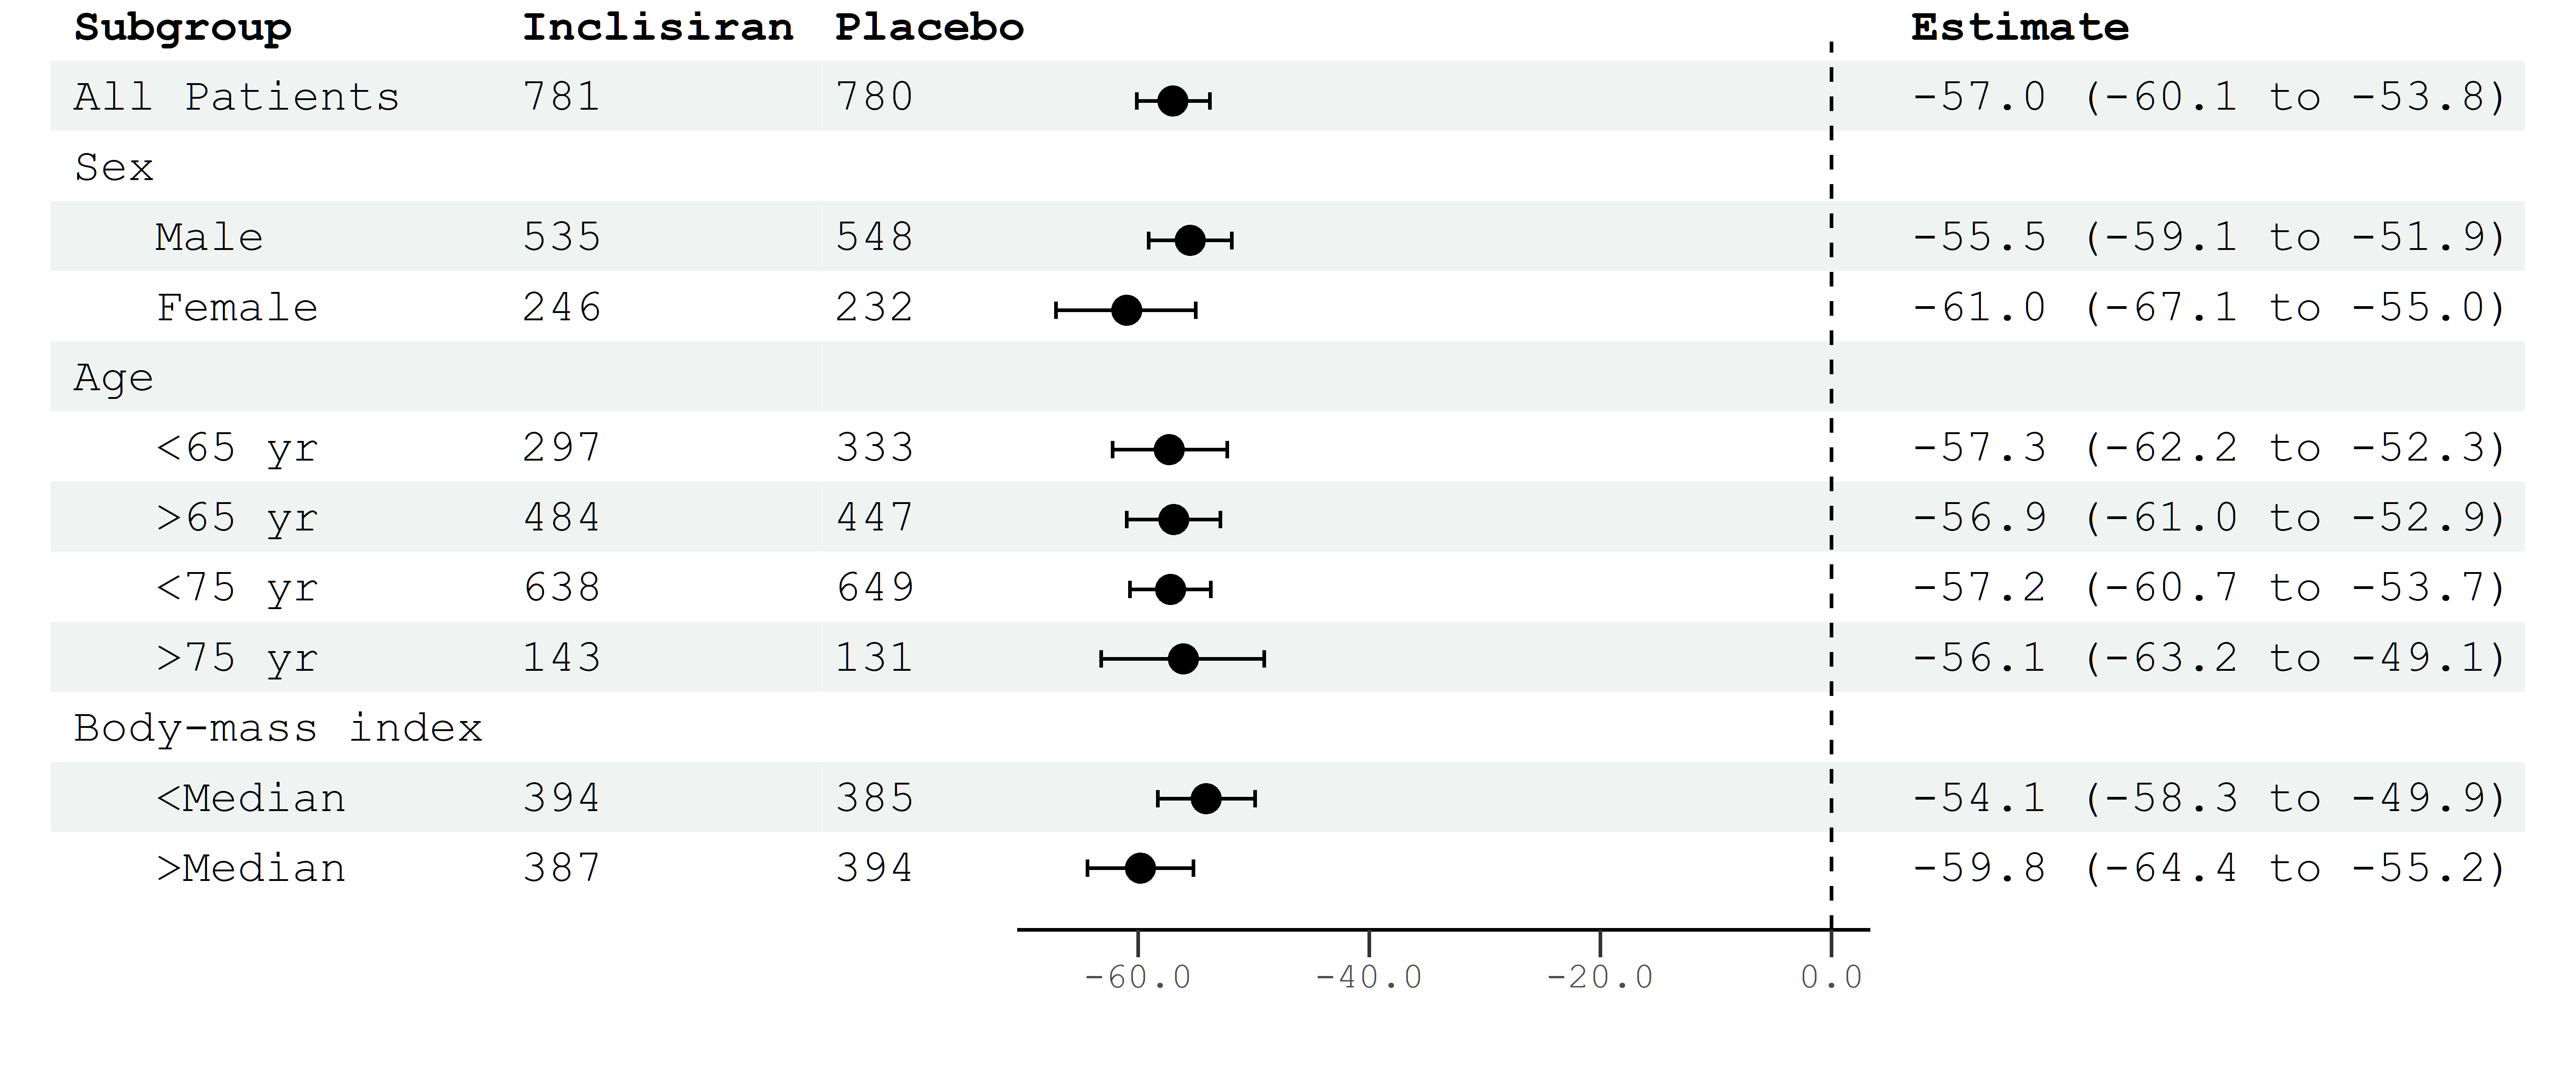 Subgroup Inclisiran Placebo Estimate
All Patients 781 780 -57.0 (-60.1 to -53.8)
Sex
Male 535 548 -55.5 (-59.1 to -51.9)
Female 246 232 -61.0 (-67.1 to -55.0)
Age
<65 yr 297 333 -57.3 (-62.2 to -52.3)
>65 yr 484 447 -56.9 (-61.0 to -52.9)
<75 yr 638 649 -57.2 (-60.7 to -53.7)
>75 yr 143 131 -56.1 (-63.2 to -49.1)
Body-mass index
<Median 394 385 -54.1 (-58.3 to -49.9)
>Median 387 394 -59.8 (-64.4 to -55.2)
-60.0 -40.0 -20.0 0.0